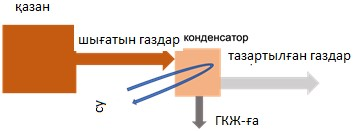 қазан
шығатын газдар
конденсатор
тазартылған газдар
су
ГКЖ-ға